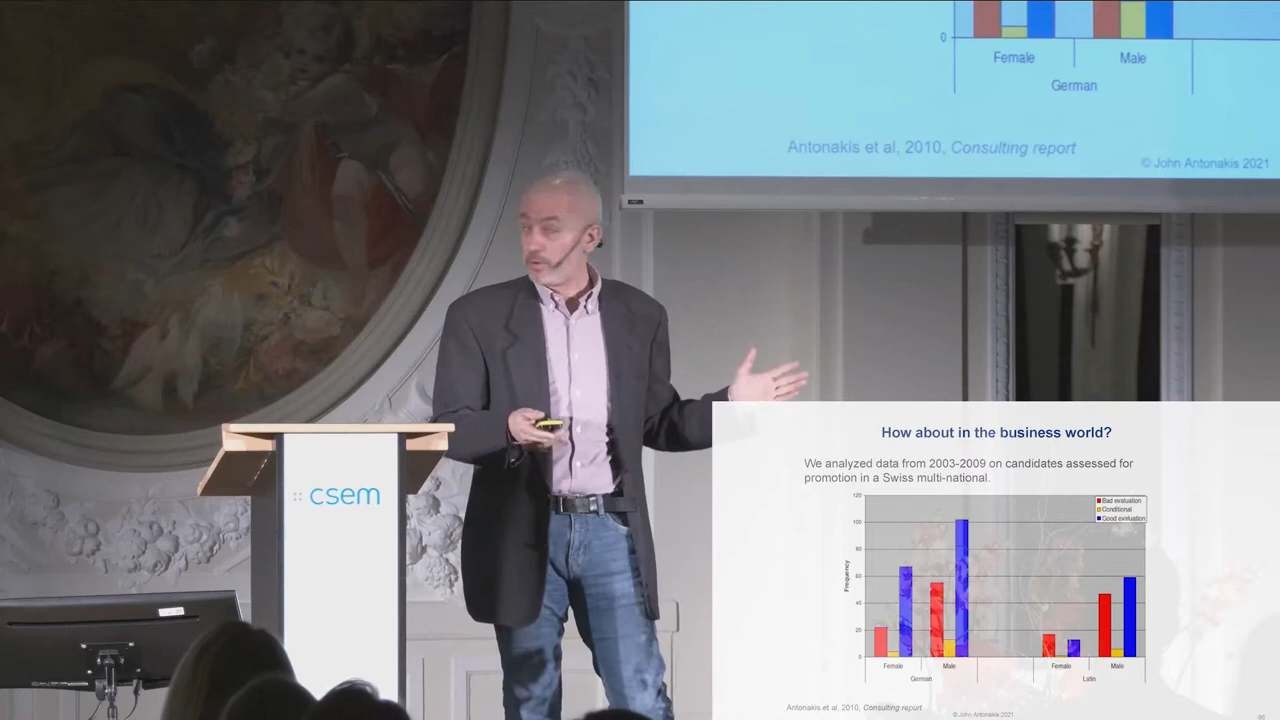 0
Female
Male
German
Antonakis et al, 2010, Consulting report
© John Antonakis 2021
csem
How about in the business world?
We analyzed data from 2003-2009 on candidates assessed for
promotion in a Swiss multi-national.
120
100
80
60
40
20
0
Frequency
Bad evaluation
Conditional
Good evaluation
Female
Male
Female
Male
German
Latin
Antonakis et al, 2010, Consulting report
© John Antonakis 2021